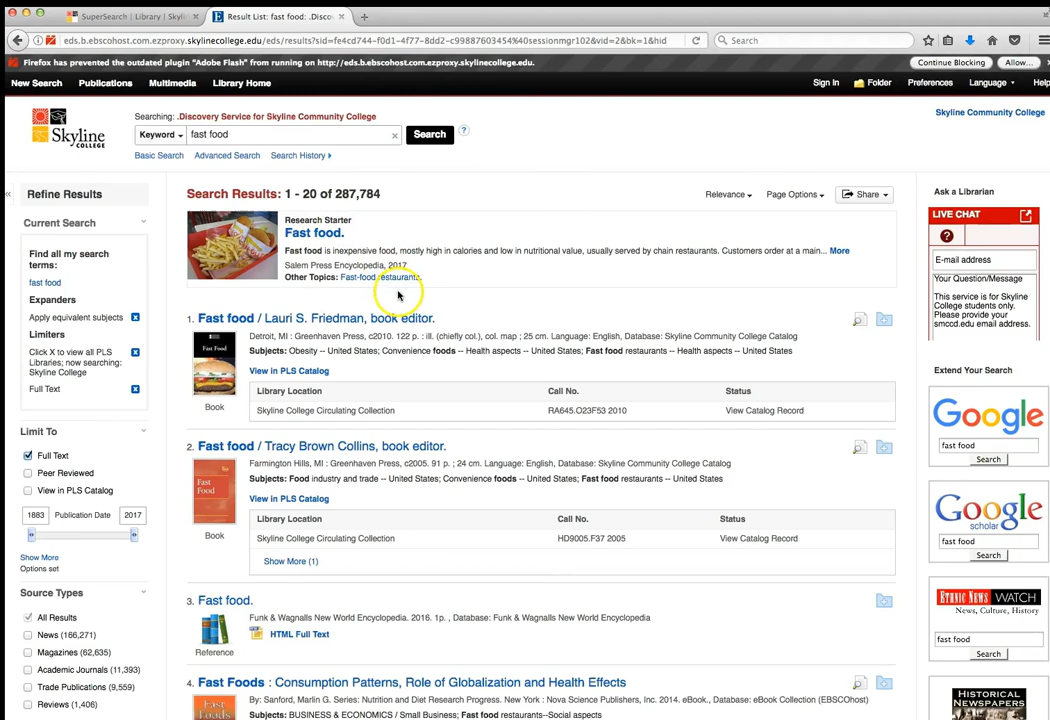 SuperSearch | Library | Skyli
Result List: fast food: .Disco
eds.b.ebscohost.com.ezproxy.skylinecollege.edu/eds/results?sid=fe4cd744-f0d1-4f77-8dd2-c99887603454%40sessionmgr102&vid=2&bk=1&hid
Search
Firefox has prevented the outdated plugin "Adobe Flash" from running on http://eds.b.ebscohost.com.ezproxy.skylinecollege.edu.
Continue Blocking
Allow...
New Search Publications Multimedia Library Home
Sign In Folder Preferences Language Help
Skyline COLLEGE
Searching: .Discovery Service for Skyline Community College
Keyword fast food Search
Basic Search Advanced Search Search History
Skyline Community College
Refine Results
Current Search
Find all my search
terms:
fast food
Expanders
Apply equivalent subjects
Limiters
Click X to view all PLS
Libraries; now searching:
Skyline College
Full Text
Limit To
Full Text
Peer Reviewed
View in PLS Catalog
1883 Publication Date 2017
Show More
Options set
Source Types
All Results
News (166,271)
Magazines (62,635)
Academic Journals (11,393)
Trade Publications (9,559)
Reviews (1,406)
Search Results: 1 - 20 of 287,784
Relevance Page Options Share
Research Starter
Fast food.
Fast food is inexpensive food, mostly high in calories and low in nutritional value, usually served by chain restaurants. Customers order at a main... More
Salem Press Encyclopedia, 2017
Other Topics: Fast-food restaurants.
1. Fast food / Lauri S. Friedman, book editor.
Detroit, MI : Greenhaven Press, c2010. 122 p. : ill. (chiefly col.), col. map ; 25 cm. Language: English, Database: Skyline Community College Catalog
Subjects: Obesity -- United States; Convenience foods -- Health aspects -- United States; Fast food restaurants -- Health aspects -- United States
View in PLS Catalog
Fast Food
Book
Library Location Call No. Status
Skyline College Circulating Collection RA645.O23F53 2010 View Catalog Record
2. Fast food / Tracy Brown Collins, book editor.
Farmington Hills, MI : Greenhaven Press, c2005. 91 p. ; 24 cm. Language: English, Database: Skyline Community College Catalog
Subjects: Food industry and trade -- United States; Convenience foods -- United States; Fast food restaurants -- United States
View in PLS Catalog
Fast
Food
Book
Library Location Call No. Status
Skyline College Circulating Collection HD9005.F37 2005 View Catalog Record
Show More (1)
3. Fast food.
Funk & Wagnalls New World Encyclopedia. 2016. 1p. , Database: Funk & Wagnalls New World Encyclopedia
HTML Full Text
Reference
4. Fast Foods : Consumption Patterns, Role of Globalization and Health Effects
By: Sanford, Marlin G. Series: Nutrition and Diet Research Progress. New York : Nova Science Publishers, Inc. 2014. eBook., Database: eBook Collection (EBSCOhost)
Subjects: BUSINESS & ECONOMICS / Small Business; Fast food restaurants--Social aspects
Fast
Foods
Ask a Librarian
LIVE CHAT
E-mail address
Your Question/Message
This service is for Skyline
College students only.
Please provide your
smccd.edu email address.
Extend Your Search
Google
fast food
Search
Google
scholar
fast food
Search
ETHNIC NEWS WATCH
News, Culture, History
fast food
Search
HISTORICAL
NEWSPAPERS